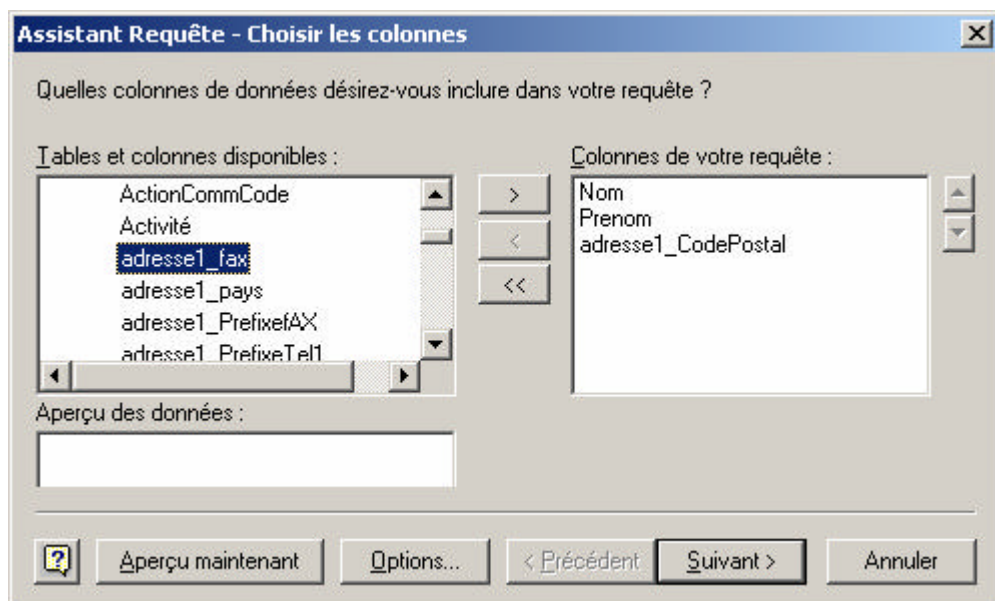 Assistant Requête - Choisir les colonnes
Quelles colonnes de données désirez-vous inclure dans votre requête ?
Tables et colonnes disponibles :
ActionCommCode
Activité
adresse1_fax
adresse1_pays
adresse1_PrefixefAX
adresse1_PrefixeTel1
>
<
<<
Colonnes de votre requête :
Nom
Prenom
adresse1_CodePostal
Aperçu des données :
Aperçu maintenant
Options...
< Précédent
Suivant >
Annuler